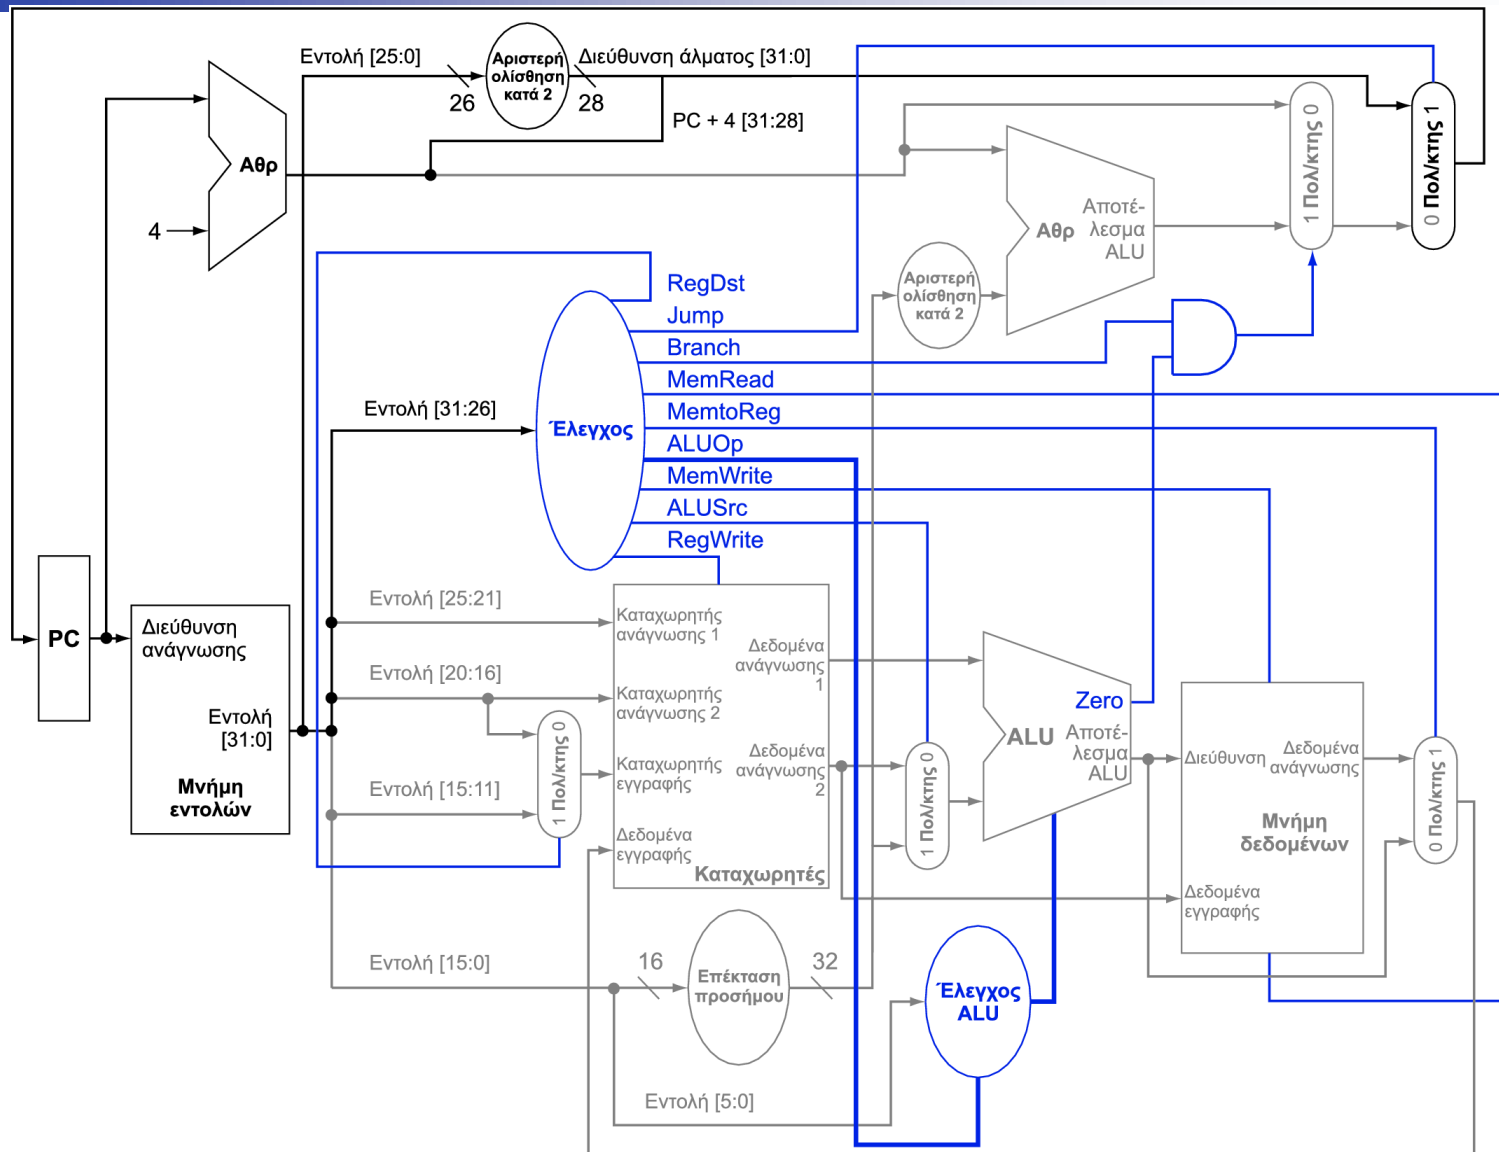 Εντολή [25:0]
26
Αριστερή
ολίσθηση
κατά 2
28
Διεύθυνση άλματος [31:0]
PC + 4 [31:28]
Αθρ
4
Αθρ
Αποτέ-
λεσμα
ALU
Αριστερή
ολίσθηση
κατά 2
1 Πολ/κτης 0
0 Πολ/κτης 1
RegDst
Jump
Branch
MemRead
MemtoReg
ALUOp
MemWrite
ALUSrc
RegWrite
Έλεγχος
Εντολή [31:26]
PC
Διεύθυνση
ανάγνωσης
Εντολή
[31:0]
Μνήμη
εντολών
Εντολή [25:21]
Εντολή [20:16]
Εντολή [15:11]
1 Πολ/κτης 0
Καταχωρητής
ανάγνωσης 1
Καταχωρητής
ανάγνωσης 2
Καταχωρητής
εγγραφής
Δεδομένα
εγγραφής
Δεδομένα
ανάγνωσης
1
Δεδομένα
ανάγνωσης
2
Καταχωρητές
1 Πολ/κτης 0
Zero
ALU
Αποτέ-
λεσμα
ALU
Διεύθυνση
Δεδομένα
ανάγνωσης
Μνήμη
δεδομένων
Δεδομένα
εγγραφής
0 Πολ/κτης 1
Εντολή [15:0]
16
Επέκταση
προσήμου
32
Έλεγχος
ALU
Εντολή [5:0]